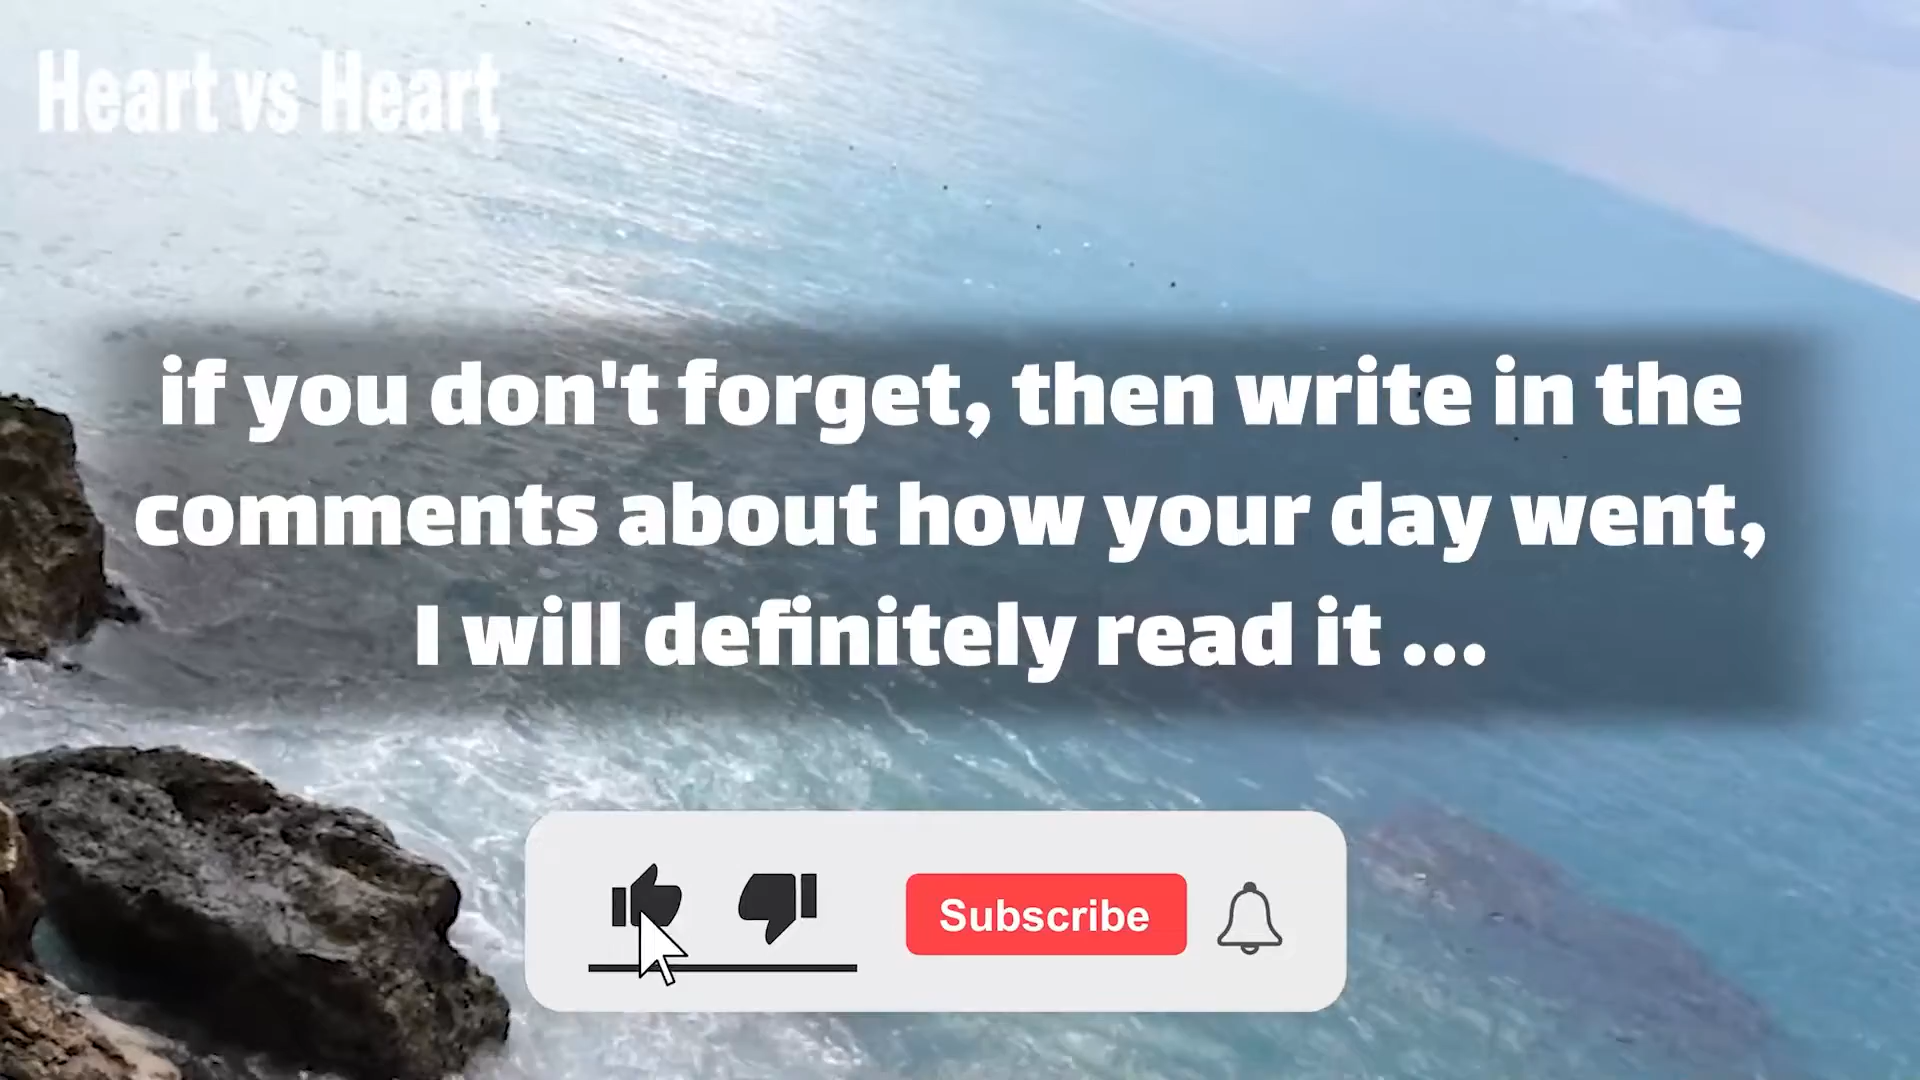 Heart vs Heart
if you don't forget, then write in the
comments about how your day went,
I will definitely read it ...
Subscribe